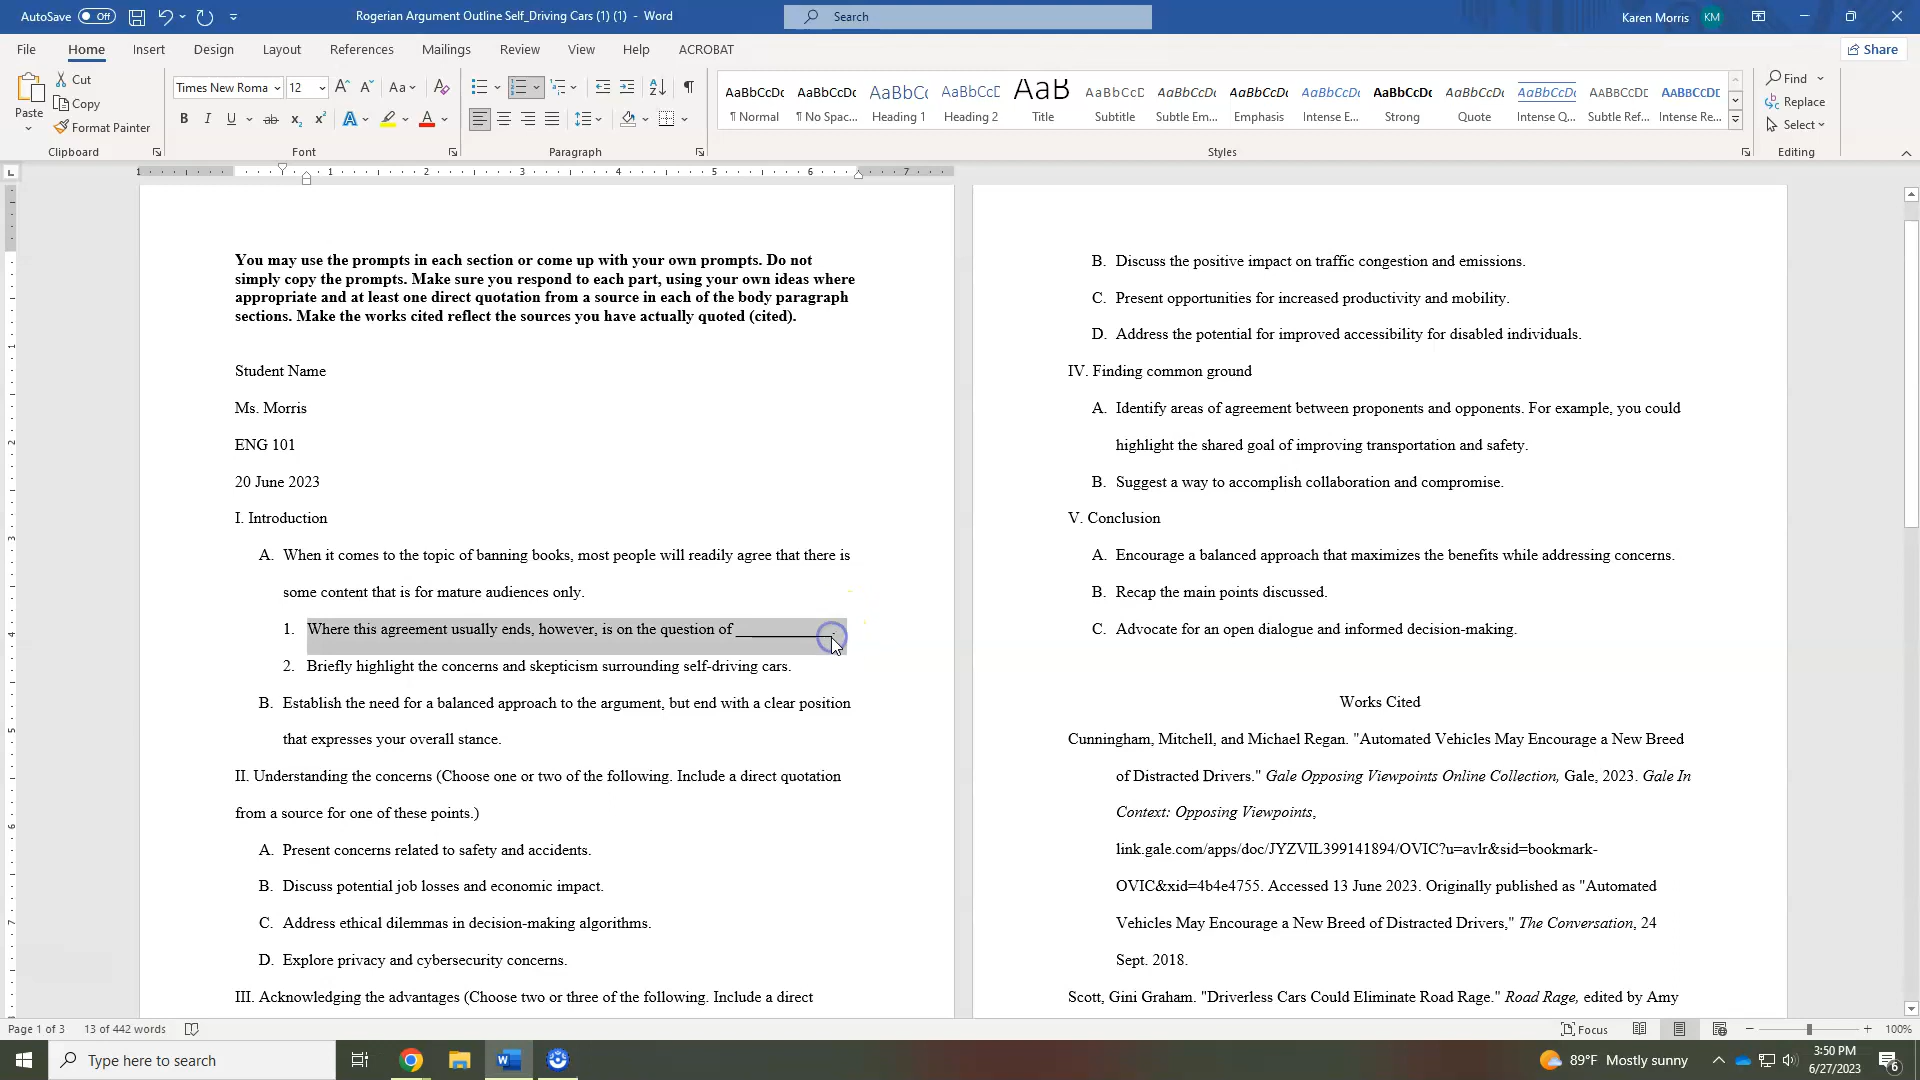 AutoSave Off Rogerian Argument Outline Self_Driving Cars (1) (1) - Word Search Karen Morris KM
File Home Insert Design Layout References Mailings Review View Help ACROBAT Share
Paste Cut Copy Format Painter
Times New Roma 12 Aa
AaBbCcDc AaBbCcDc AaBbCc AaBbCcD AaB AaBbCcD AaBbCcDc AaBbCcDc AaBbCcDc AaBbCcDc AaBbCcDc AaBbCcDc AaBbCcDc AaBbCcDc
¶ Normal ¶ No Spac... Heading 1 Heading 2 Title Subtitle Subtle Em... Emphasis Intense E... Strong Quote Intense Q... Subtle Ref... Intense Re...
Find Replace Select
Clipboard Font Paragraph Styles Editing
You may use the prompts in each section or come up with your own prompts. Do not
simply copy the prompts. Make sure you respond to each part, using your own ideas where
appropriate and at least one direct quotation from a source in each of the body paragraph
sections. Make the works cited reflect the sources you have actually quoted (cited).
Student Name
Ms. Morris
ENG 101
20 June 2023
I. Introduction
A. When it comes to the topic of banning books, most people will readily agree that there is
some content that is for mature audiences only.
1. Where this agreement usually ends, however, is on the question of ____________.
2. Briefly highlight the concerns and skepticism surrounding self-driving cars.
B. Establish the need for a balanced approach to the argument, but end with a clear position
that expresses your overall stance.
II. Understanding the concerns (Choose one or two of the following. Include a direct quotation
from a source for one of these points.)
A. Present concerns related to safety and accidents.
B. Discuss potential job losses and economic impact.
C. Address ethical dilemmas in decision-making algorithms.
D. Explore privacy and cybersecurity concerns.
III. Acknowledging the advantages (Choose two or three of the following. Include a direct
B. Discuss the positive impact on traffic congestion and emissions.
C. Present opportunities for increased productivity and mobility.
D. Address the potential for improved accessibility for disabled individuals.
IV. Finding common ground
A. Identify areas of agreement between proponents and opponents. For example, you could
highlight the shared goal of improving transportation and safety.
B. Suggest a way to accomplish collaboration and compromise.
V. Conclusion
A. Encourage a balanced approach that maximizes the benefits while addressing concerns.
B. Recap the main points discussed.
C. Advocate for an open dialogue and informed decision-making.
Works Cited
Cunningham, Mitchell, and Michael Regan. "Automated Vehicles May Encourage a New Breed
of Distracted Drivers." Gale Opposing Viewpoints Online Collection, Gale, 2023. Gale In
Context: Opposing Viewpoints,
link.gale.com/apps/doc/JYZVIL399141894/OVIC?u=avlr&sid=bookmark-
OVIC&xid=4b4e4755. Accessed 13 June 2023. Originally published as "Automated
Vehicles May Encourage a New Breed of Distracted Drivers," The Conversation, 24
Sept. 2018.
Scott, Gini Graham. "Driverless Cars Could Eliminate Road Rage." Road Rage, edited by Amy
Page 1 of 3 13 of 442 words Focus 100%
Type here to search 89°F Mostly sunny 3:50 PM
6/27/2023 6